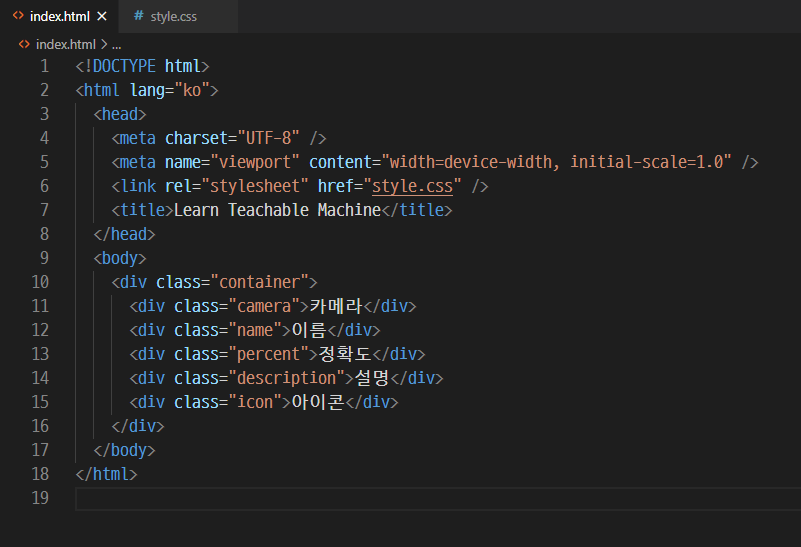 index.html style.css
index.html > ...
1 <!DOCTYPE html>
2 <html lang="ko">
3 <head>
4 <meta charset="UTF-8" />
5 <meta name="viewport" content="width=device-width, initial-scale=1.0" />
6 <link rel="stylesheet" href="style.css" />
7 <title>Learn Teachable Machine</title>
8 </head>
9 <body>
10 <div class="container">
11 <div class="camera">카메라</div>
12 <div class="name">이름</div>
13 <div class="percent">정확도</div>
14 <div class="description">설명</div>
15 <div class="icon">아이콘</div>
16 </div>
17 </body>
18 </html>
19